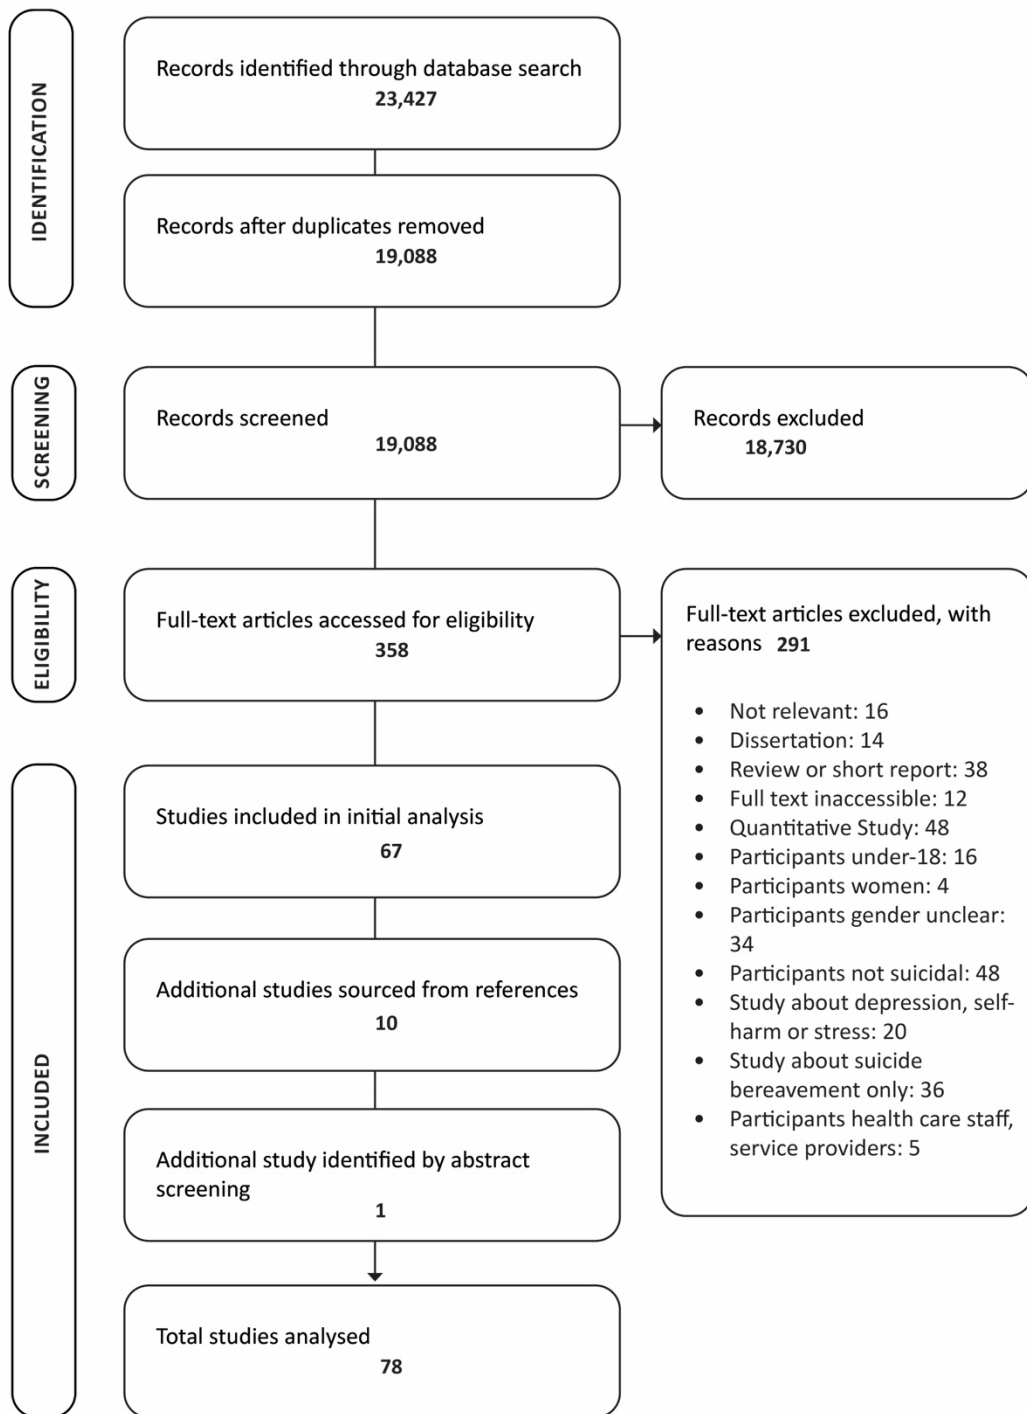 IDENTIFICATION
Records identified through database search
23,427
Records after duplicates removed
19,088
SCREENING
Records screened
19,088
Records excluded
18,730
ELIGIBILITY
Full-text articles accessed for eligibility
358
Full-text articles excluded, with
reasons 291
• Not relevant: 16
• Dissertation: 14
• Review or short report: 38
• Full text inaccessible: 12
• Quantitative Study: 48
• Participants under-18: 16
• Participants women: 4
• Participants gender unclear:
34
• Participants not suicidal: 48
• Study about depression, self-
harm or stress: 20
• Study about suicide
bereavement only: 36
• Participants health care staff,
service providers: 5
INCLUDED
Studies included in initial analysis
67
Additional studies sourced from references
10
Additional study identified by abstract
screening
1
Total studies analysed
78